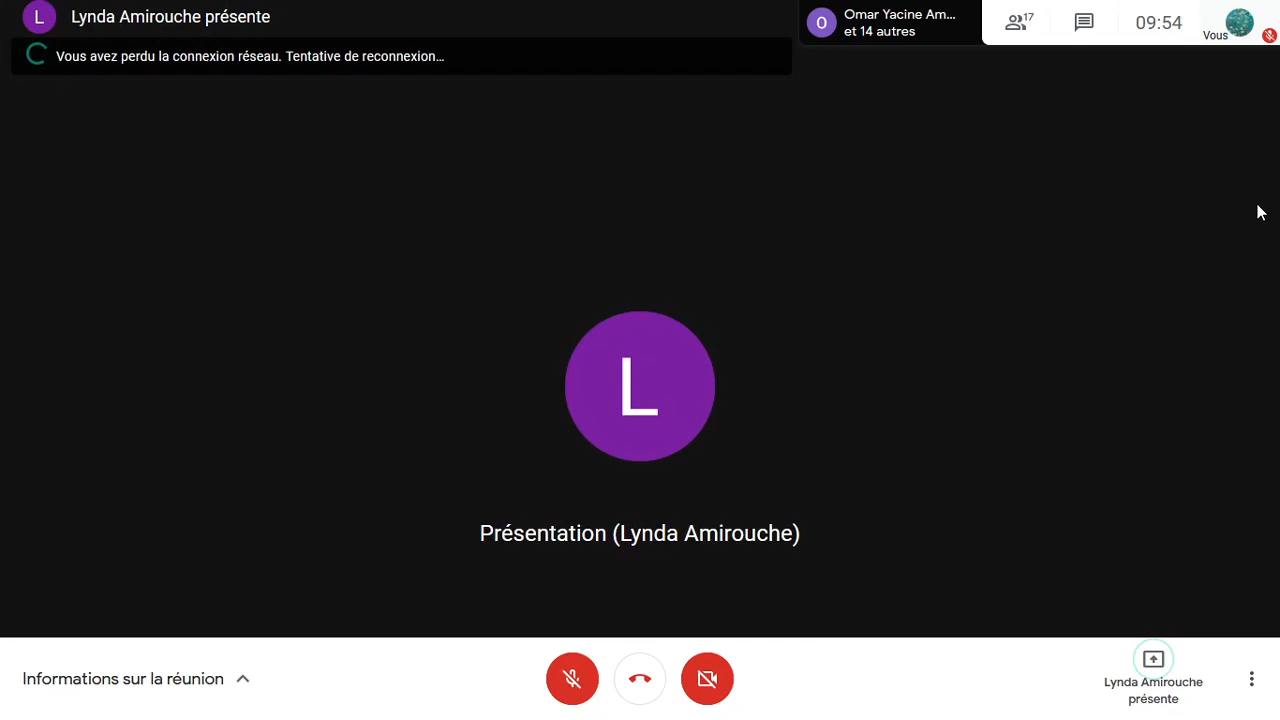 L
Lynda Amirouche présente
Vous avez perdu la connexion réseau. Tentative de reconnexion…
O
Omar Yacine Am…
et 14 autres
17
09:54
Vous
L
Présentation (Lynda Amirouche)
Informations sur la réunion
Lynda Amirouche
présente